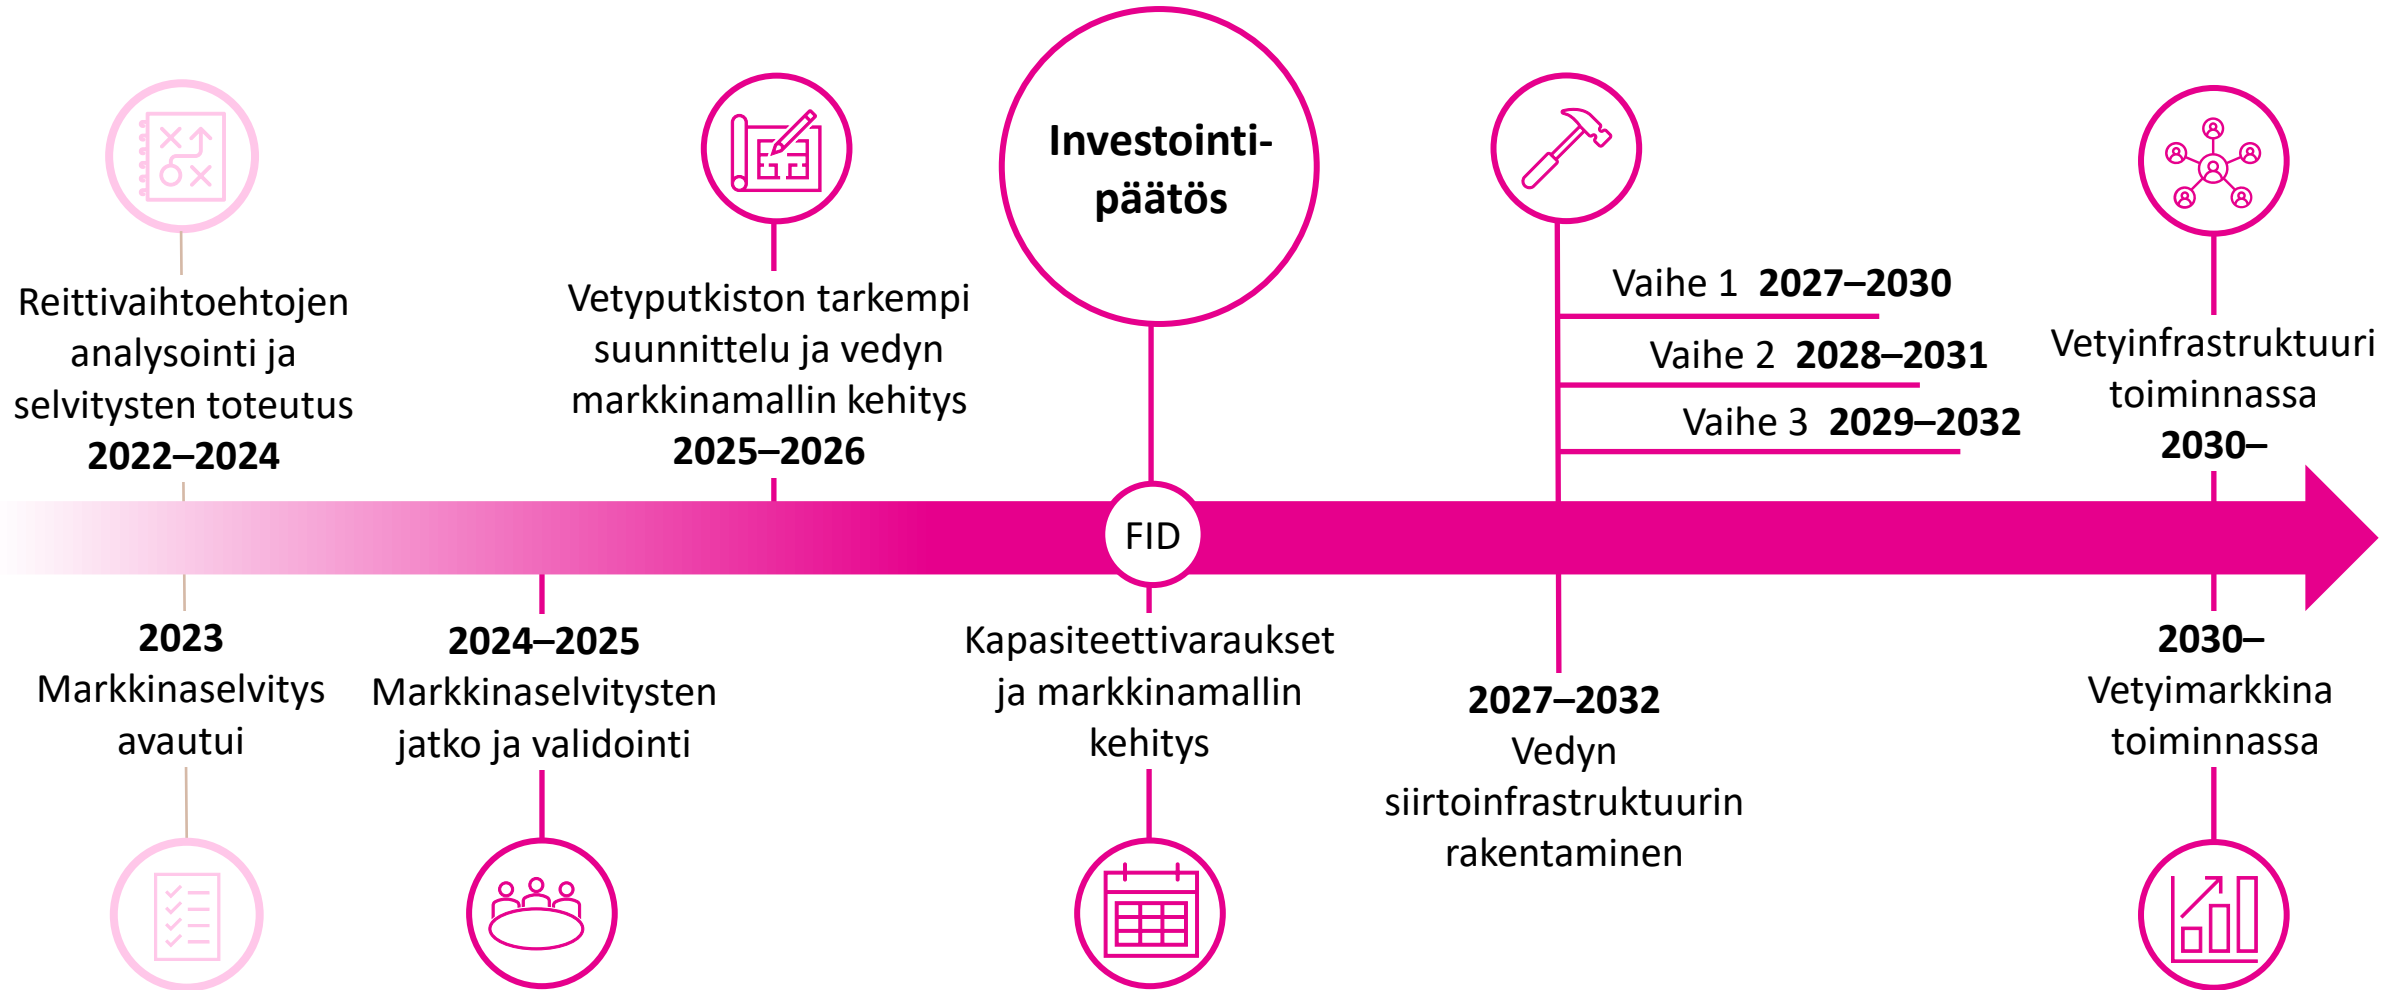 Reittivaihtoehtojen
analysointi ja
selvitysten toteutus
2022–2024
Vetyputkiston tarkempi
suunnittelu ja vedyn
markkinamallin kehitys
2025–2026
Investointi-
päätös
Vaihe 1 2027–2030
Vaihe 2 2028–2031
Vaihe 3 2029–2032
Vetyinfrastruktuuri
toiminnassa
2030–
FID
2023
Markkinaselvitys
avautui
2024–2025
Markkinaselvitysten
jatko ja validointi
Kapasiteettivaraukset
ja markkinamallin
kehitys
2027–2032
Vedyn
siirtoinfrastruktuurin
rakentaminen
2030–
Vetyimarkkina
toiminnassa